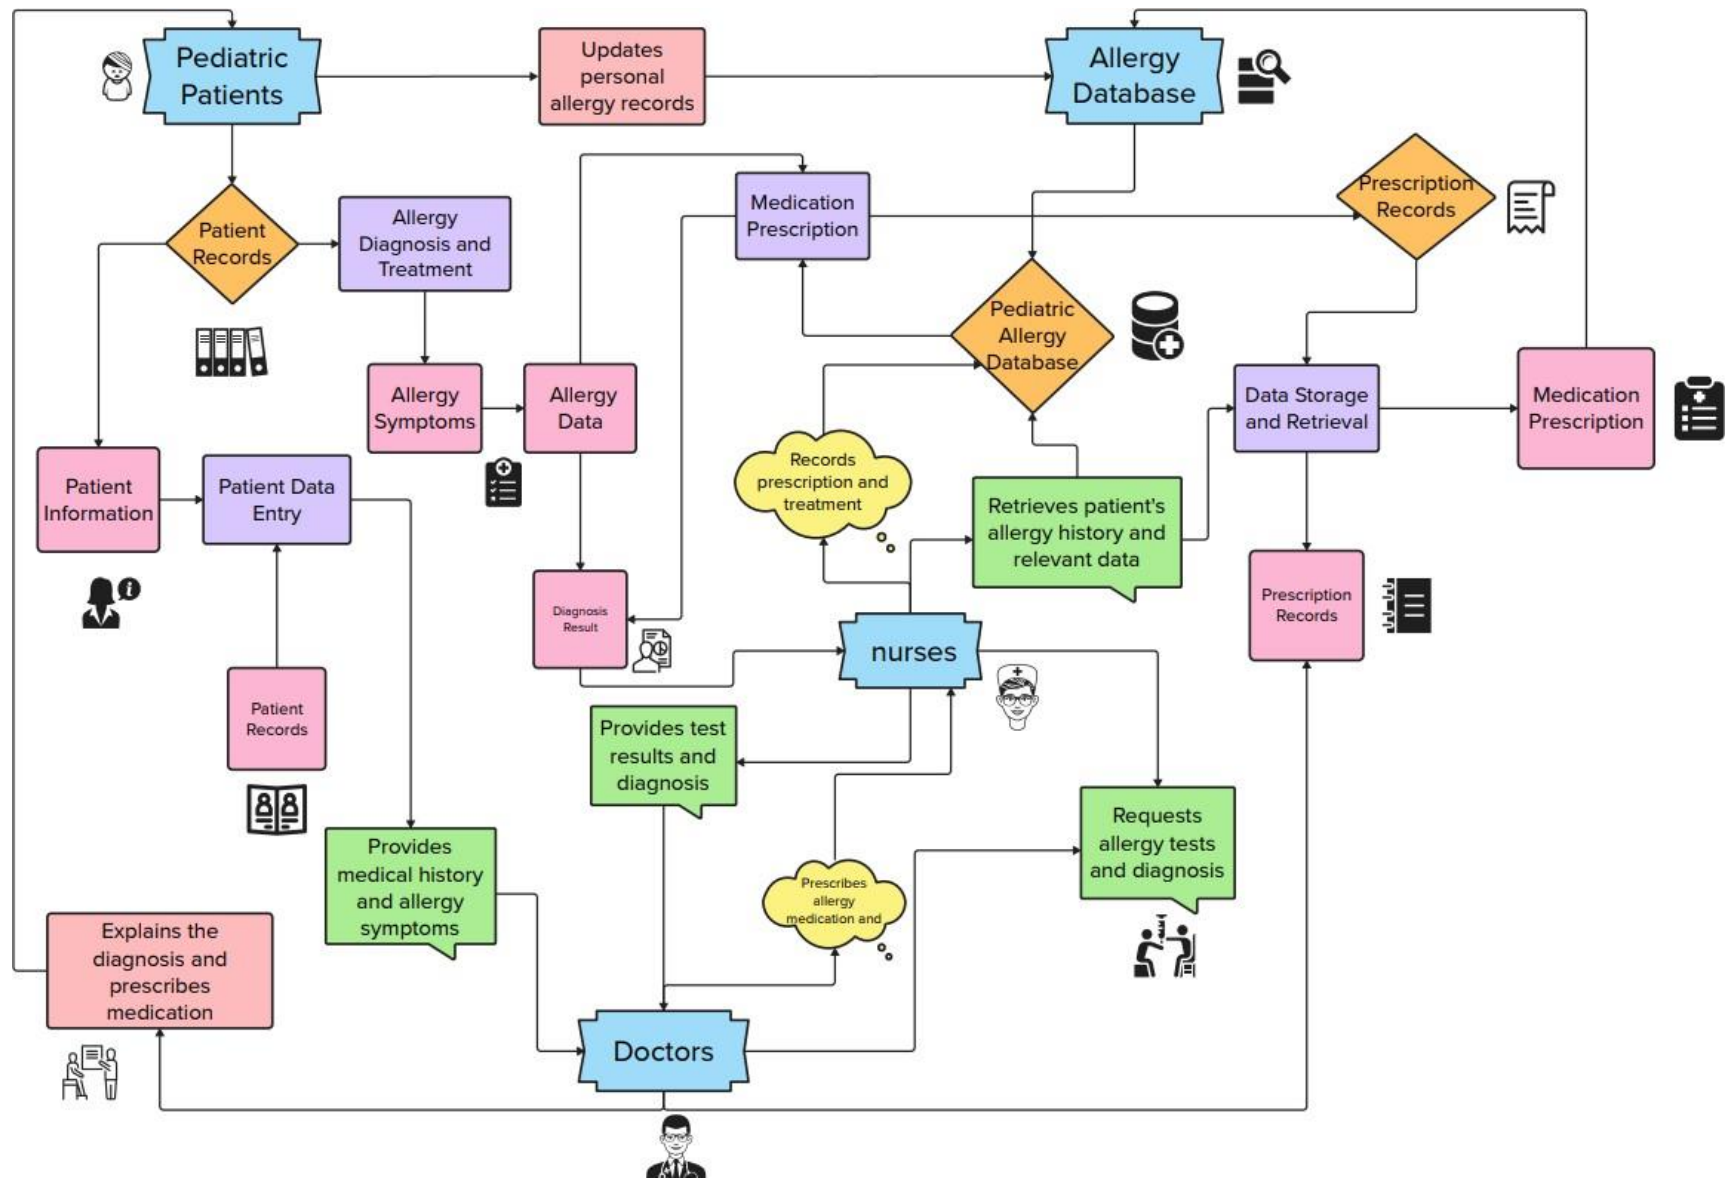 Pediatric
Patients
Updates
personal
allergy records
Allergy
Database
Patient
Records
Allergy
Diagnosis and
Treatment
Medication
Prescription
Prescription
Records
Pediatric
Allergy
Database
Allergy
Symptoms
Allergy
Data
Data Storage
and Retrieval
Medication
Prescription
Patient
Information
Patient Data
Entry
Records
prescription and
treatment
Retrieves patient's
allergy history and
relevant data
Diagnosis
Result
Prescription
Records
nurses
Patient
Records
Provides test
results and
diagnosis
Requests
allergy tests
and diagnosis
Provides
medical history
and allergy
symptoms
Prescribes
allergy
medication and
Explains the
diagnosis and
prescribes
medication
Doctors